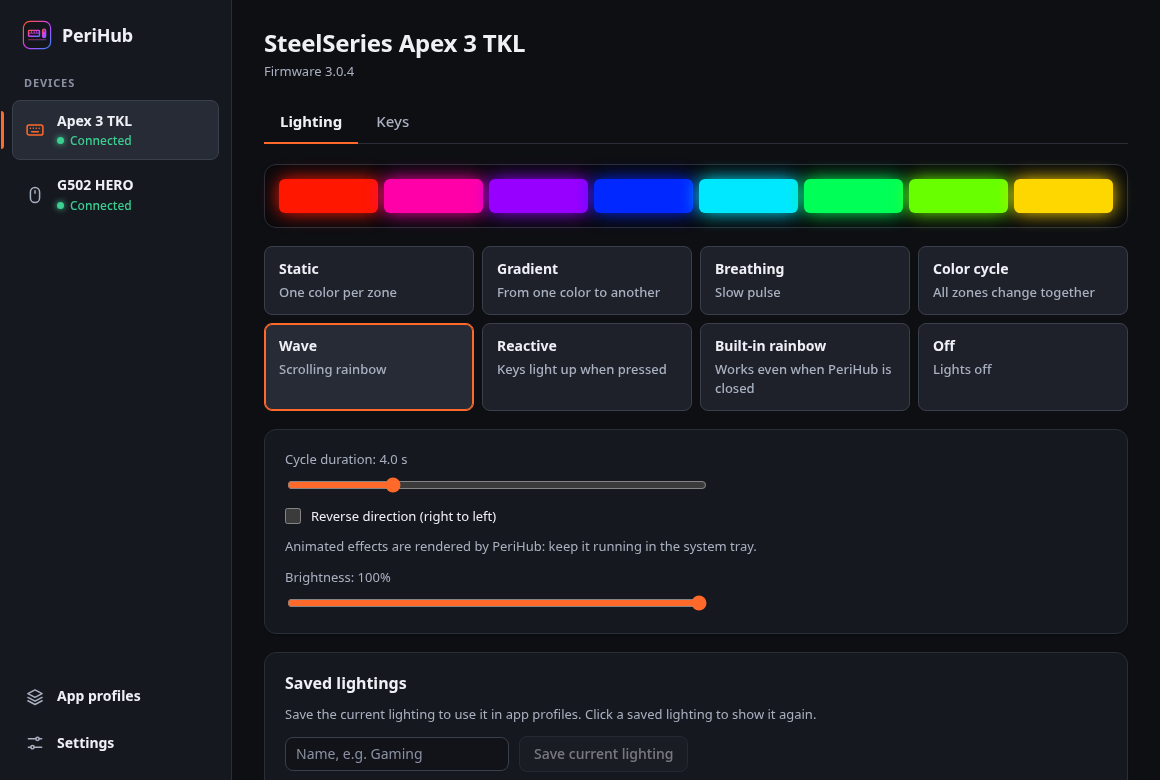 PeriHub
DEVICES
Apex 3 TKL
Connected
G502 HERO
Connected
App profiles
Settings
SteelSeries Apex 3 TKL
Firmware 3.0.4
Lighting
Keys
Static
One color per zone
Gradient
From one color to another
Breathing
Slow pulse
Color cycle
All zones change together
Wave
Scrolling rainbow
Reactive
Keys light up when pressed
Built-in rainbow
Works even when PeriHub is
closed
Off
Lights off
Cycle duration: 4.0 s
Reverse direction (right to left)
Animated effects are rendered by PeriHub: keep it running in the system tray.
Brightness: 100%
Saved lightings
Save the current lighting to use it in app profiles. Click a saved lighting to show it again.
Name, e.g. Gaming
Save current lighting